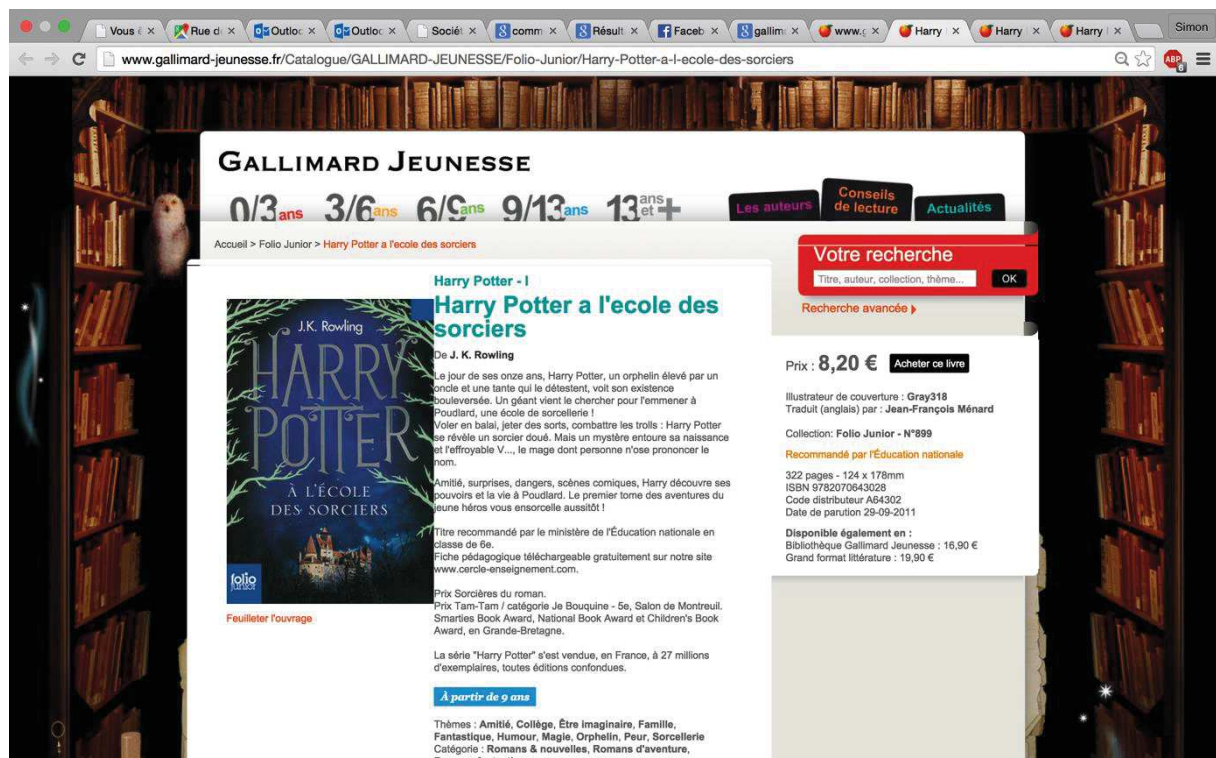 Vous ê
Rue d
Outloc
Outloc
Sociét
comm
Résult
Faceb
gallim
www.g
Harry
Harry
Harry
Simon
www.gallimard-jeunesse.fr/Catalogue/GALLIMARD-JEUNESSE/Folio-Junior/Harry-Potter-a-l-ecole-des-sorciers
ABP
6
GALLIMARD JEUNESSE
0/3 ans 3/6 ans 6/9 ans 9/13 ans 13 ans et +
Les auteurs
Conseils
de lecture
Actualités
Accueil > Folio Junior > Harry Potter a l'ecole des sorciers
Votre recherche
Titre, auteur, collection, thème...
OK
Recherche avancée
J.K. Rowling
HARRY
POTTER
À L'ÉCOLE
DES SORCIERS
folio
junior
Feuilleter l'ouvrage
Harry Potter - I
Harry Potter a l'ecole des
sorciers
De J. K. Rowling
Le jour de ses onze ans, Harry Potter, un orphelin élevé par un
oncle et une tante qui le détestent, voit son existence
bouleversée. Un géant vient le chercher pour l'emmener à
Poudlard, une école de sorcellerie !
Voler en balai, jeter des sorts, combattre les trolls : Harry Potter
se révèle un sorcier doué. Mais un mystère entoure sa naissance
et l'effroyable V..., le mage dont personne n'ose prononcer le
nom.
Amitié, surprises, dangers, scènes comiques, Harry découvre ses
pouvoirs et la vie à Poudlard. Le premier tome des aventures du
jeune héros vous ensorcelle aussitôt !
Titre recommandé par le ministère de l'Éducation nationale en
classe de 6e.
Fiche pédagogique téléchargeable gratuitement sur notre site
www.cercle-enseignement.com.
Prix Sorcières du roman.
Prix Tam-Tam / catégorie Je Bouquine - 5e, Salon de Montreuil.
Smarties Book Award, National Book Award et Children's Book
Award, en Grande-Bretagne.
La série "Harry Potter" s'est vendue, en France, à 27 millions
d'exemplaires, toutes éditions confondues.
À partir de 9 ans
Thèmes : Amitié, Collège, Être imaginaire, Famille,
Fantastique, Humour, Magie, Orphelin, Peur, Sorcellerie
Catégorie : Romans & nouvelles, Romans d'aventure,
Prix : 8,20 €
Acheter ce livre
Illustrateur de couverture : Gray318
Traduit (anglais) par : Jean-François Ménard
Collection: Folio Junior - N°899
Recommandé par l'Éducation nationale
322 pages - 124 x 178mm
ISBN 9782070643028
Code distributeur A64302
Date de parution 29-09-2011
Disponible également en :
Bibliothèque Gallimard Jeunesse : 16,90 €
Grand format littérature : 19,90 €